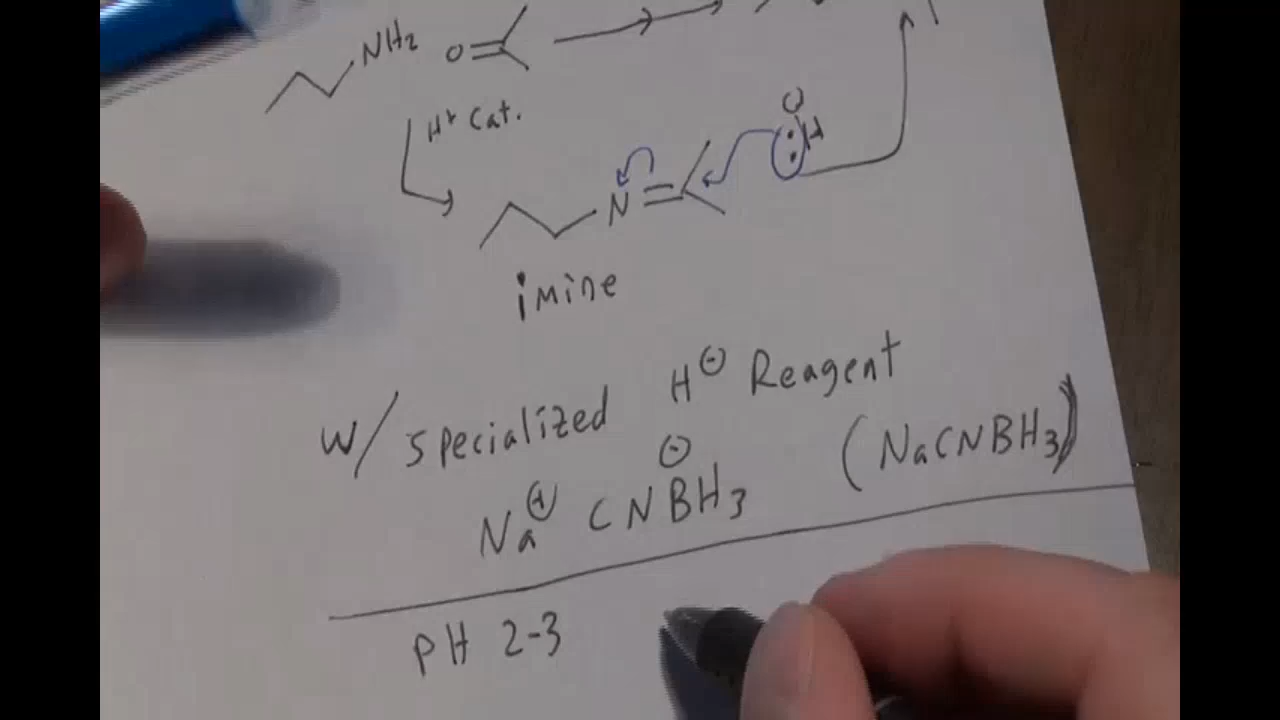 NH₂ O
H⁺ Cat.
⊖
: H
N
imine
w/ specialized H⊖ Reagent
Na⊕ CNBH₃⊖ (NaCNBH₃)
pH 2-3